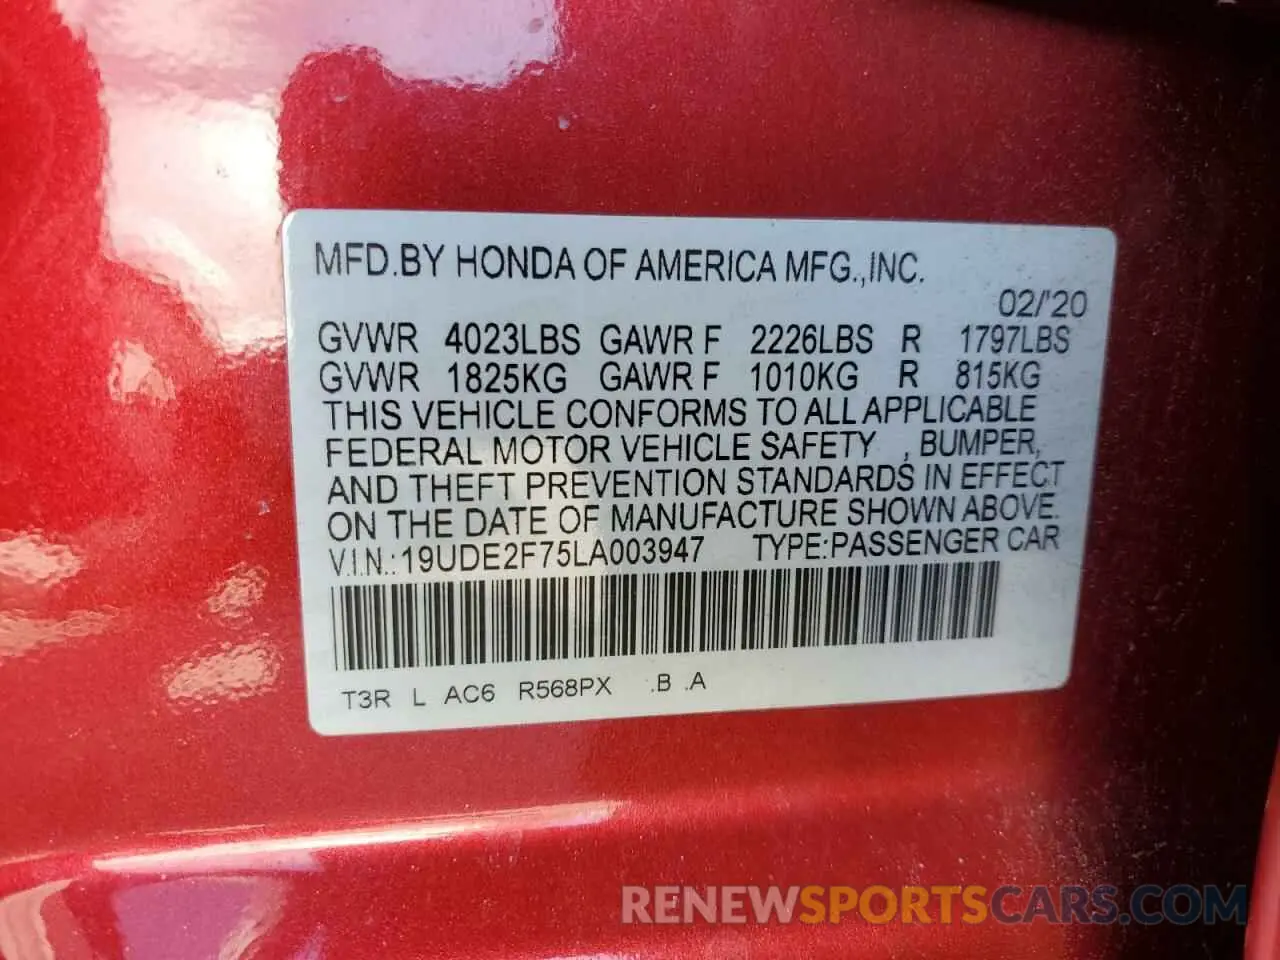 MFD.BY HONDA OF AMERICA MFG.,INC.
02/'20
GVWR 4023LBS GAWR F 2226LBS R 1797LBS
GVWR 1825KG GAWR F 1010KG R 815KG
THIS VEHICLE CONFORMS TO ALL APPLICABLE
FEDERAL MOTOR VEHICLE SAFETY , BUMPER,
AND THEFT PREVENTION STANDARDS IN EFFECT
ON THE DATE OF MANUFACTURE SHOWN ABOVE.
V.I.N.: 19UDE2F75LA003947 TYPE:PASSENGER CAR
T3R L AC6 R568PX .B .A
RENEWSPORTSCARS.COM